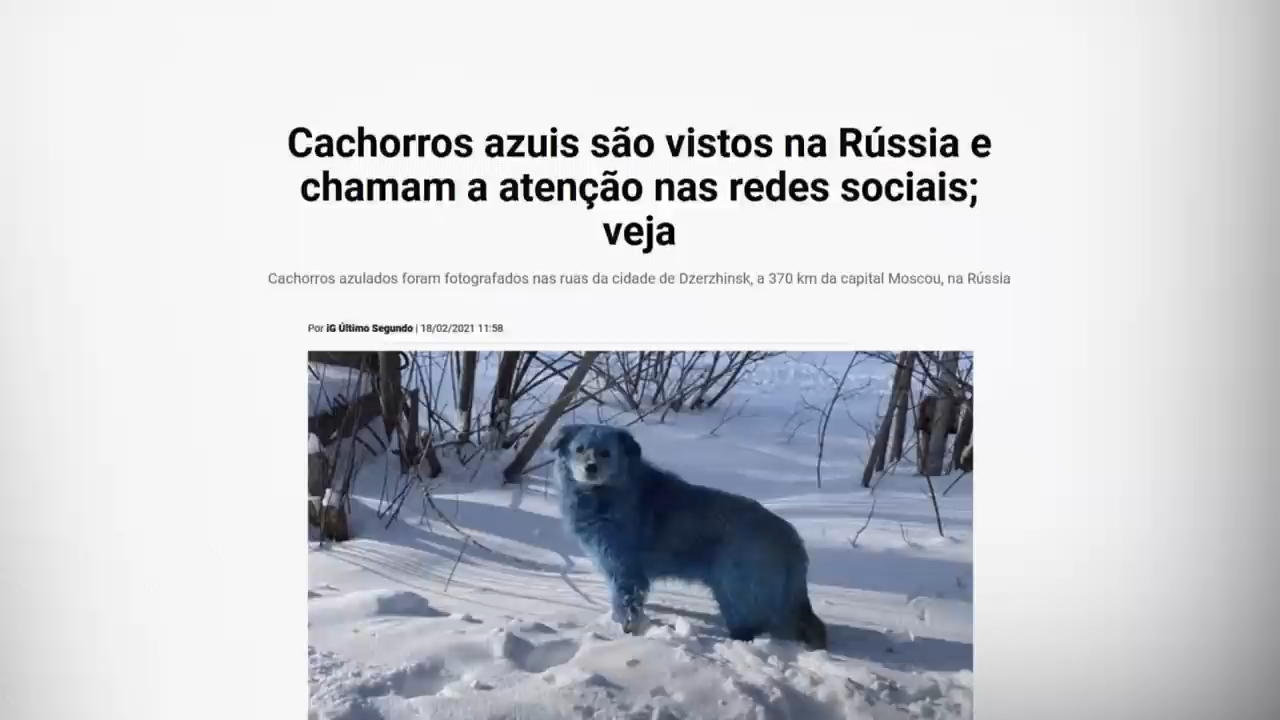 Cachorros azuis são vistos na Rússia e
chamam a atenção nas redes sociais;
veja
Cachorros azulados foram fotografados nas ruas da cidade de Dzerzhinsk, a 370 km da capital Moscou, na Rússia
Por iG Último Segundo | 18/02/2021 11:58